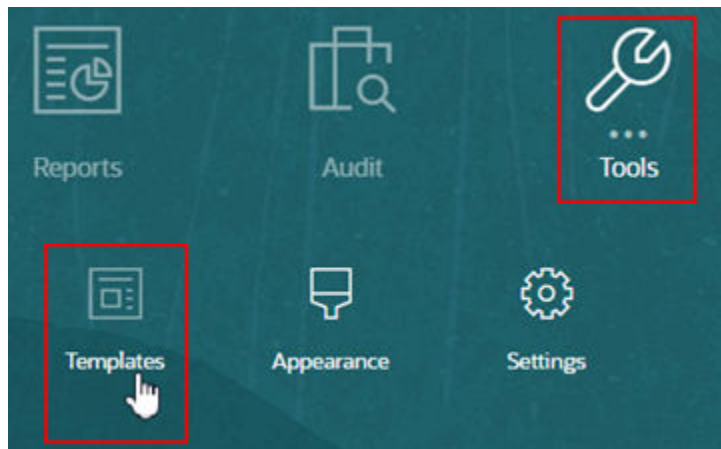 Reports
Audit
Tools
Templates
Appearance
Settings